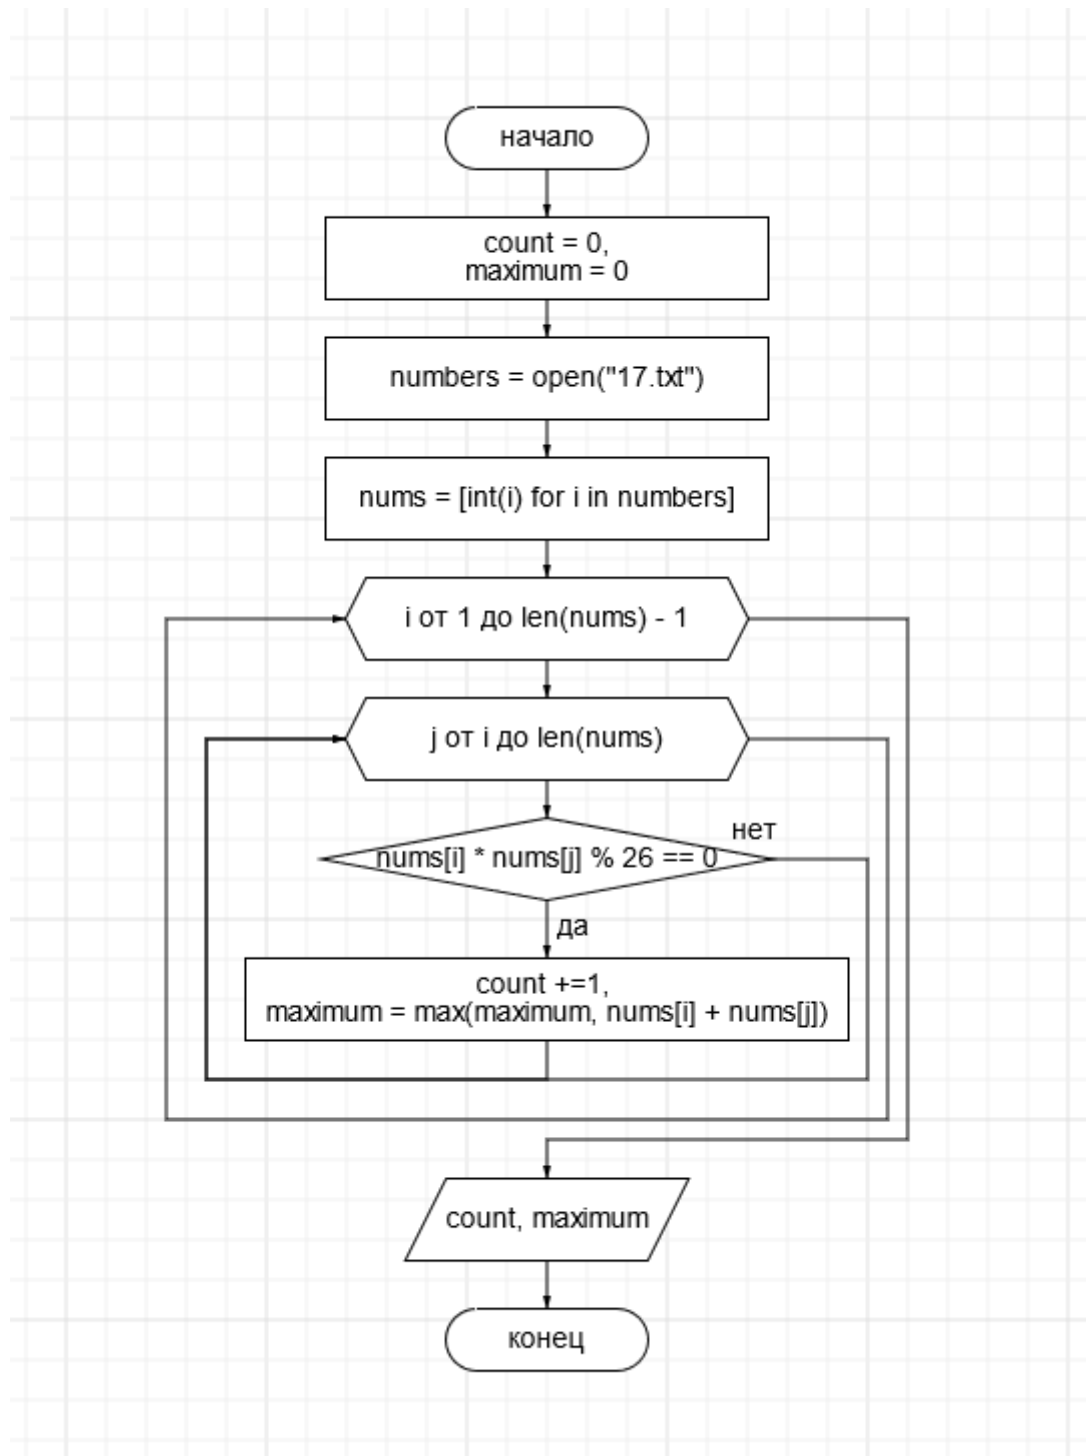 начало
count = 0,
maximum = 0
numbers = open("17.txt")
nums = [int(i) for i in numbers]
i от 1 до len(nums) - 1
j от i до len(nums)
нет
nums[i] * nums[j] % 26 == 0
да
count +=1,
maximum = max(maximum, nums[i] + nums[j])
count, maximum
конец